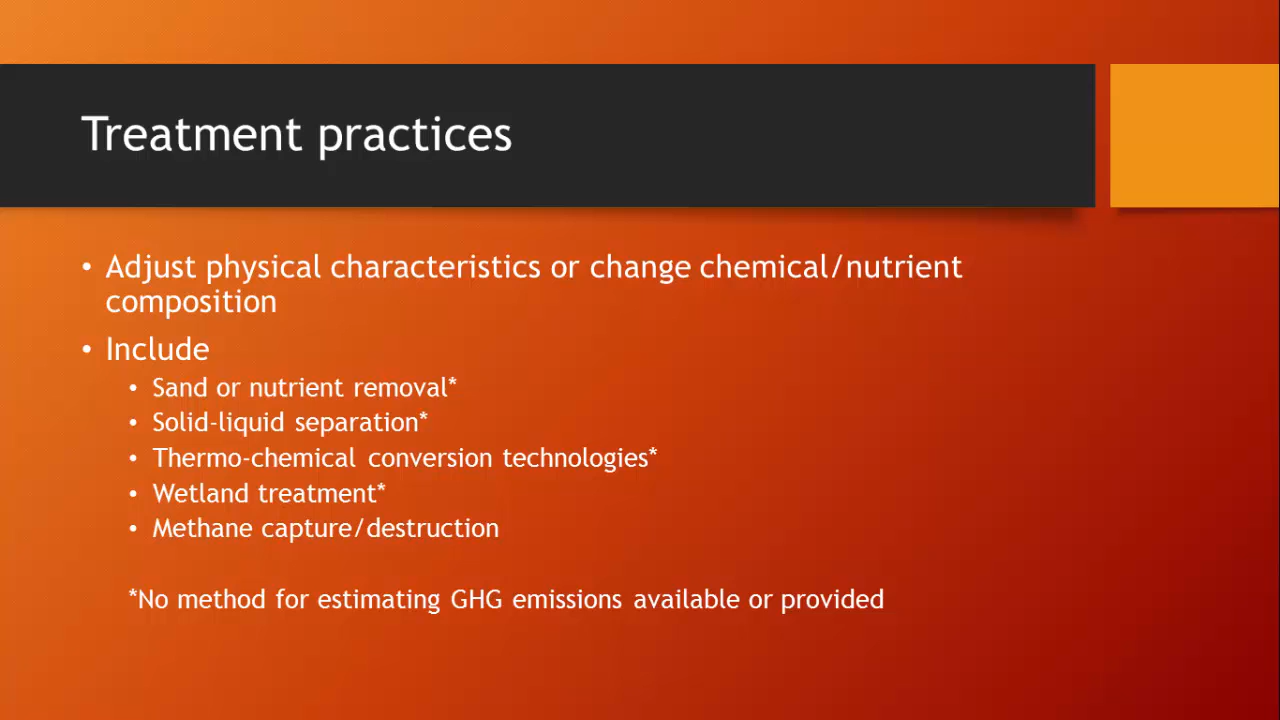 Treatment practices
• Adjust physical characteristics or change chemical/nutrient
composition
• Include
• Sand or nutrient removal*
• Solid-liquid separation*
• Thermo-chemical conversion technologies*
• Wetland treatment*
• Methane capture/destruction
*No method for estimating GHG emissions available or provided